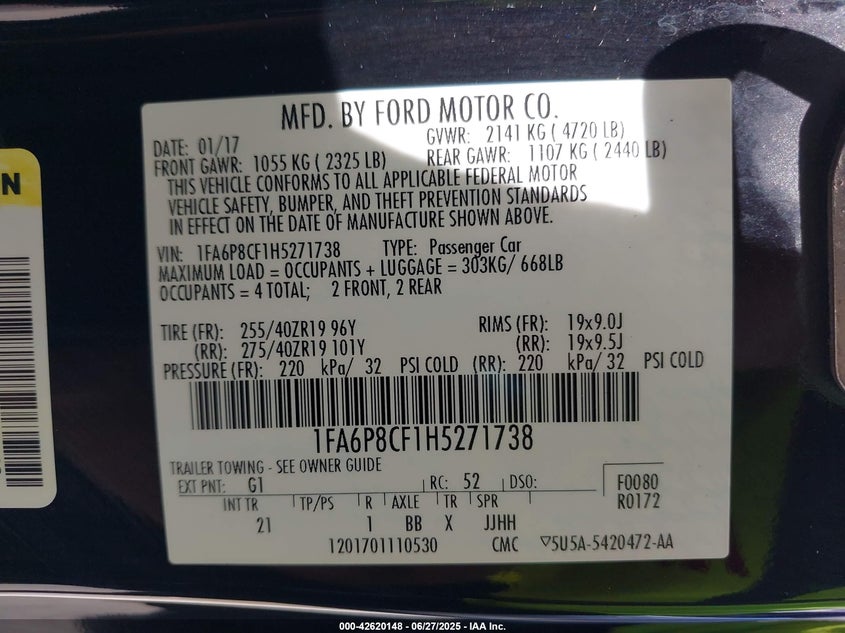 MFD. BY FORD MOTOR CO.
DATE: 01/17 GVWR: 2141 KG ( 4720 LB)
FRONT GAWR: 1055 KG ( 2325 LB) REAR GAWR: 1107 KG ( 2440 LB)
THIS VEHICLE CONFORMS TO ALL APPLICABLE FEDERAL MOTOR
VEHICLE SAFETY, BUMPER, AND THEFT PREVENTION STANDARDS
IN EFFECT ON THE DATE OF MANUFACTURE SHOWN ABOVE.
VIN: 1FA6P8CF1H5271738 TYPE: Passenger Car
MAXIMUM LOAD = OCCUPANTS + LUGGAGE = 303KG/ 668LB
OCCUPANTS = 4 TOTAL; 2 FRONT, 2 REAR
TIRE (FR): 255/40ZR19 96Y RIMS (FR): 19x9.0J
(RR): 275/40ZR19 101Y (RR): 19x9.5J
PRESSURE (FR): 220 kPa/ 32 PSI COLD (RR): 220 kPa/ 32 PSI COLD
1FA6P8CF1H5271738
TRAILER TOWING - SEE OWNER GUIDE
EXT PNT: G1 RC: 52 DSO: F0080
INT TR TP/PS R AXLE TR SPR R0172
21 1 BB X JJHH
1201701110530 CMC ▽5U5A-5420472-AA
N
000-42620148 - 06/27/2025 - IAA Inc.